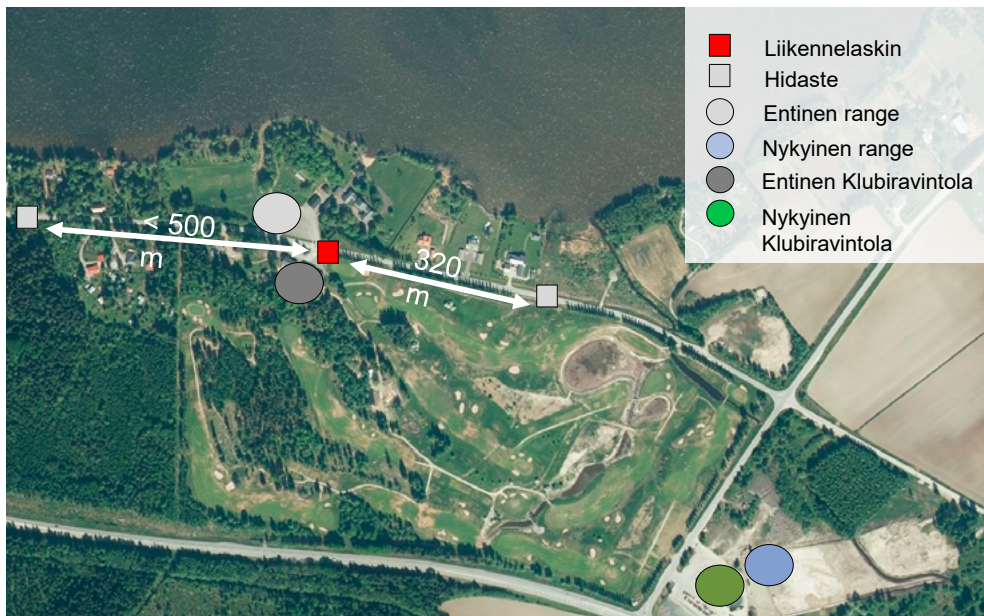 Liikennelaskin
Hidaste
Entinen range
Nykyinen range
Entinen Klubiravintola
Nykyinen
Klubiravintola
< 500
m
320
m